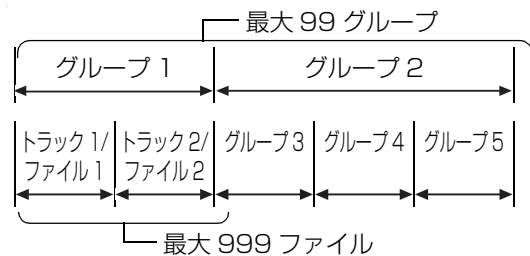 最大 99 グループ
グループ 1
グループ 2
トラック 1/
ファイル 1
トラック 2/
ファイル 2
グループ 3
グループ 4
グループ 5
最大 999 ファイル